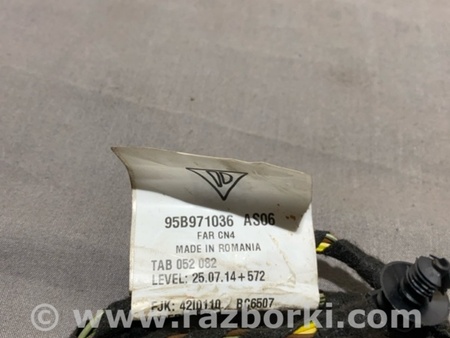 95B971036 AS06
FAR CN4
MADE IN ROMANIA
TAB 052 082
LEVEL: 25.07.14+572
PJK: 4210110 / BC6507
© www.razborki.com